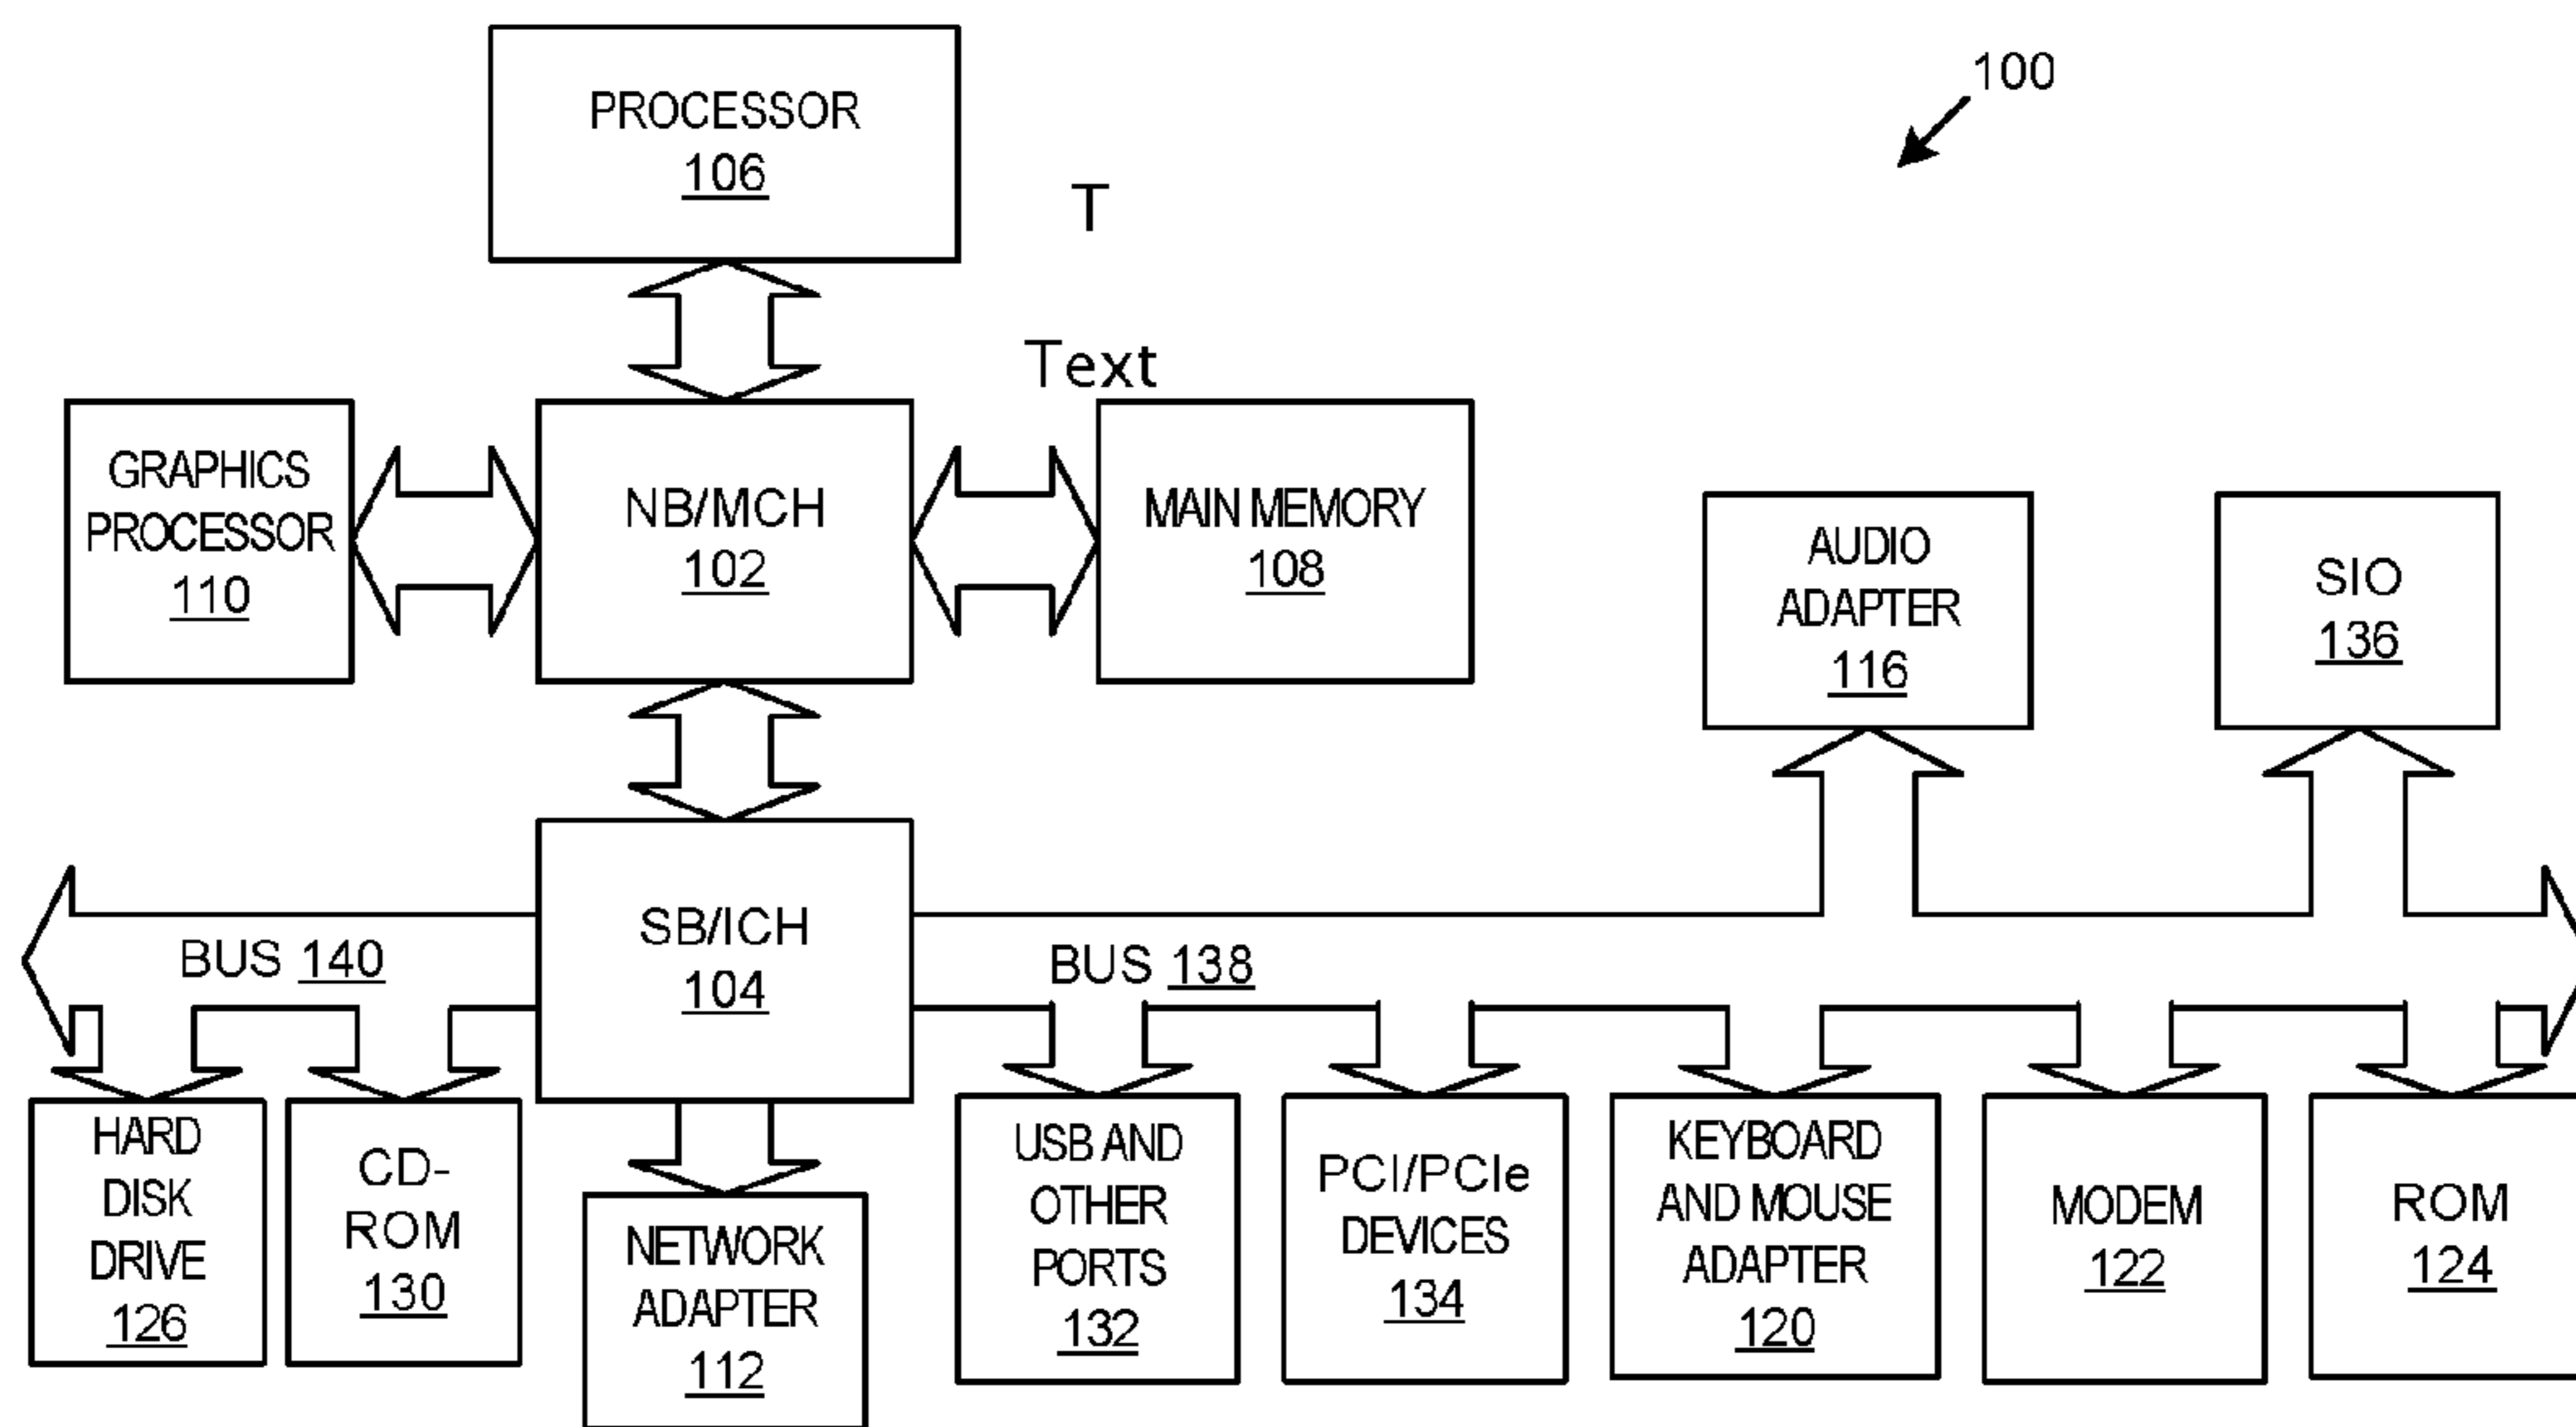 100
PROCESSOR
106
T
Text
GRAPHICS
PROCESSOR
110
NB/MCH
102
MAIN MEMORY
108
AUDIO
ADAPTER
116
SIO
136
SB/ICH
104
BUS 140
BUS 138
HARD
DISK
DRIVE
126
CD-
ROM
130
NETWORK
ADAPTER
112
USB AND
OTHER
PORTS
132
PCI/PCIe
DEVICES
134
KEYBOARD
AND MOUSE
ADAPTER
120
MODEM
122
ROM
124